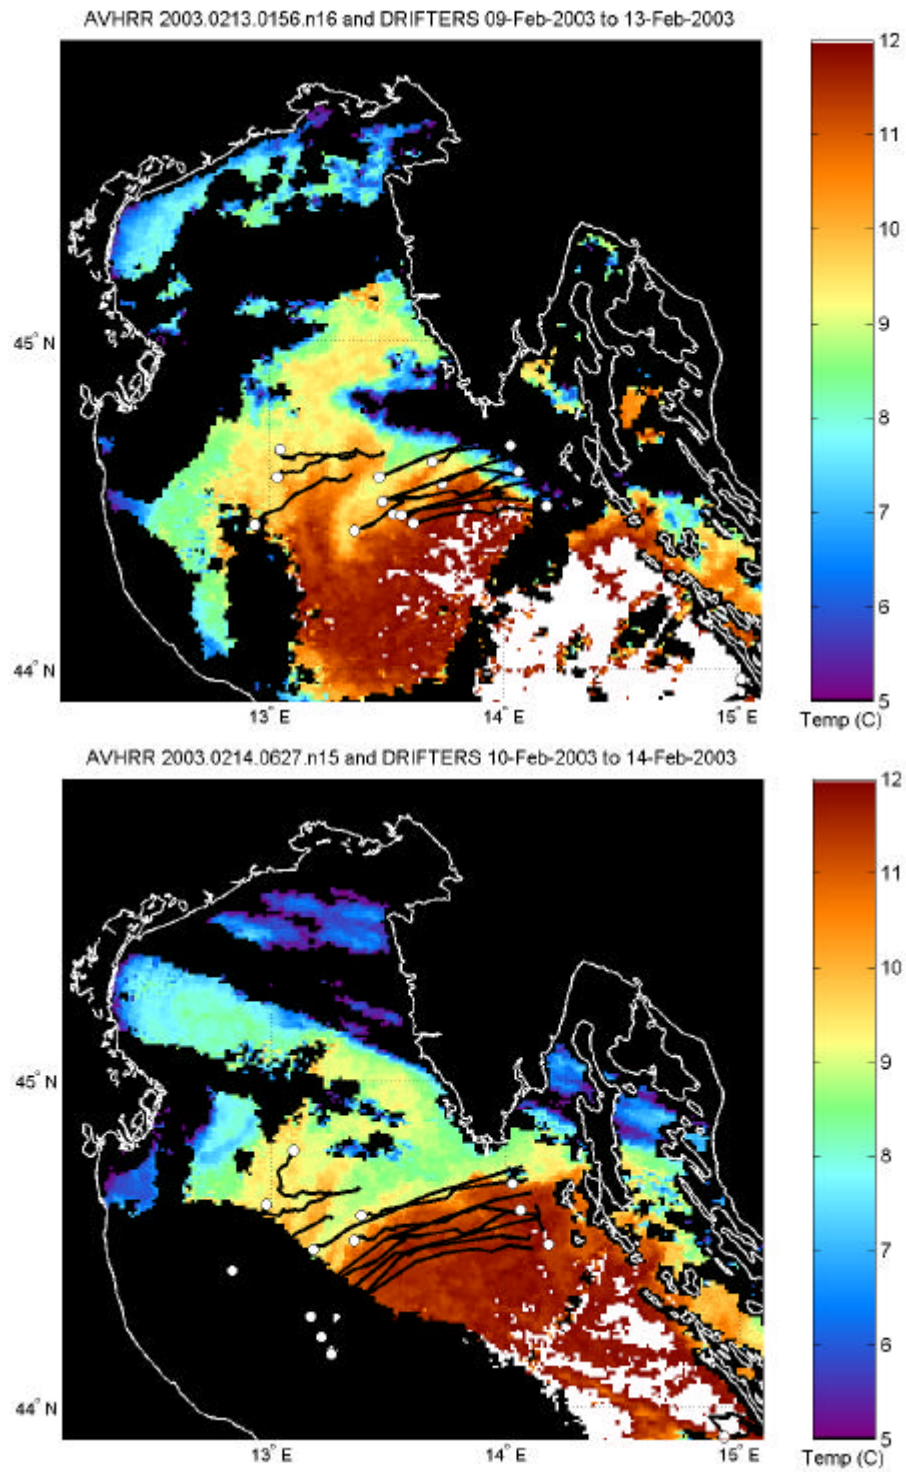 AVHRR 2003.0213.0156.n16 and DRIFTERS 09-Feb-2003 to 13-Feb-2003
12
11
10
9
8
7
6
5
45° N
44° N
13° E
14° E
15° E
Temp (C)
AVHRR 2003.0214.0627.n15 and DRIFTERS 10-Feb-2003 to 14-Feb-2003
12
11
10
9
8
7
6
5
45° N
44° N
13° E
14° E
15° E
Temp (C)